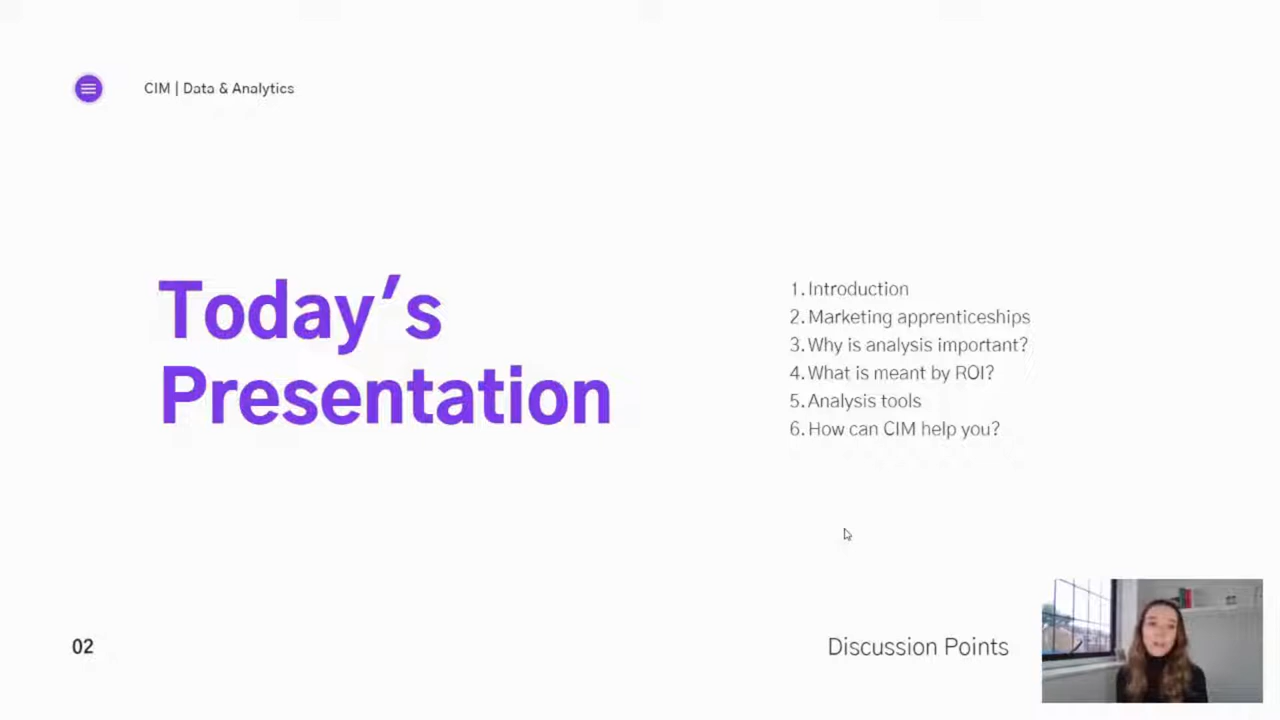 CIM | Data & Analytics
Today's
Presentation
1. Introduction
2. Marketing apprenticeships
3. Why is analysis important?
4. What is meant by ROI?
5. Analysis tools
6. How can CIM help you?
02
Discussion Points